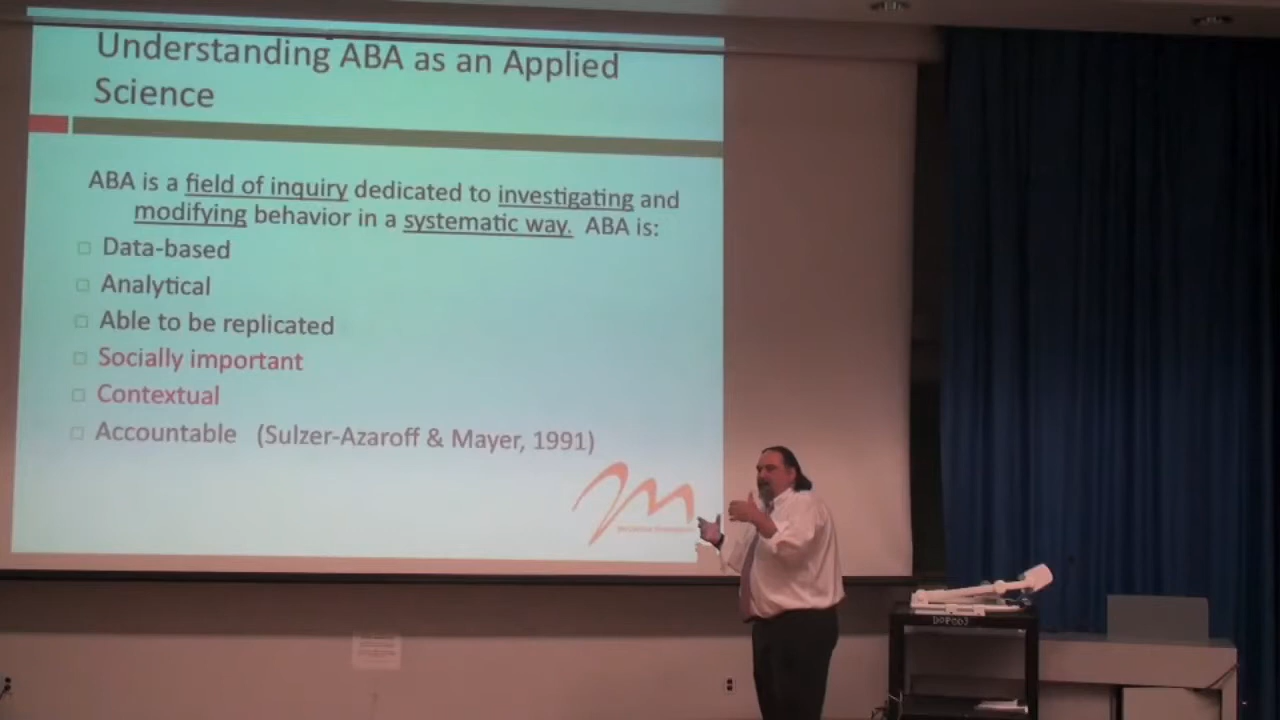 Understanding ABA as an Applied
Science
ABA is a field of inquiry dedicated to investigating and
modifying behavior in a systematic way. ABA is:
Data-based
Analytical
Able to be replicated
Socially important
Contextual
Accountable (Sulzer-Azaroff & Mayer, 1991)